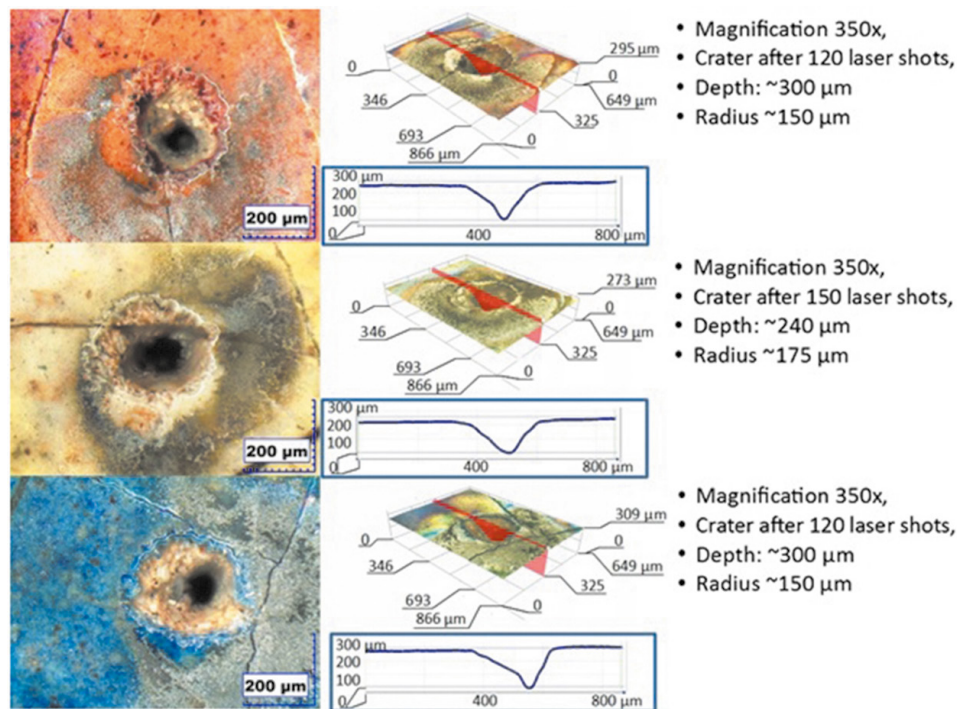 200 µm
295 µm
0
0
346
649 µm
693
325
866 µm
0
300 µm
200
100
0
400
800 µm
• Magnification 350x,
• Crater after 120 laser shots,
• Depth: ~300 µm
• Radius ~150 µm
200 µm
273 µm
0
0
346
649 µm
693
325
866 µm
0
300 µm
200
100
0
400
800 µm
• Magnification 350x,
• Crater after 150 laser shots,
• Depth: ~240 µm
• Radius ~175 µm
200 µm
309 µm
0
0
346
649 µm
693
325
866 µm
0
300 µm
200
100
0
400
800 µm
• Magnification 350x,
• Crater after 120 laser shots,
• Depth: ~300 µm
• Radius ~150 µm